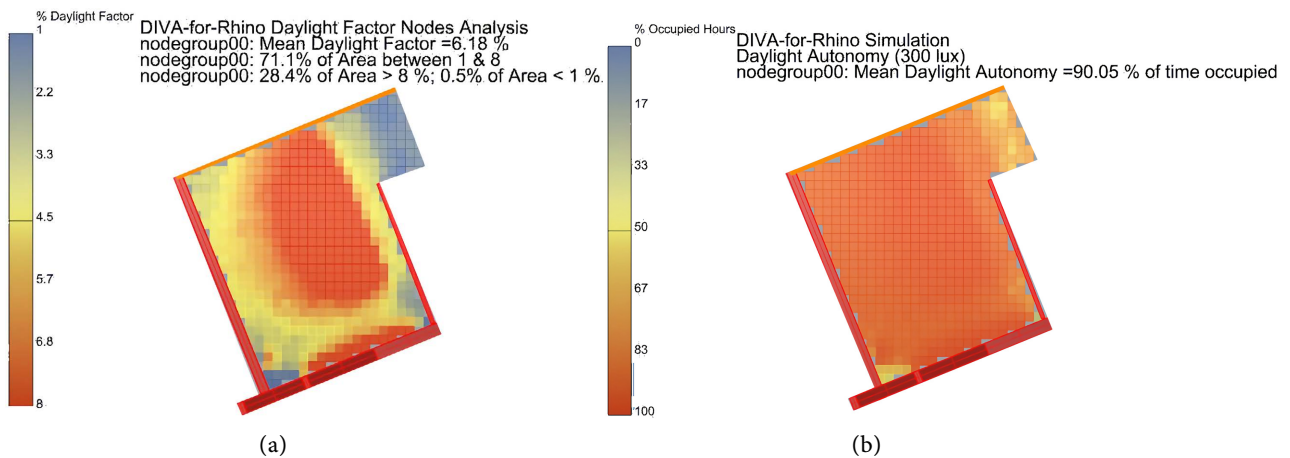 % Daylight Factor
1
2.2
3.3
4.5
5.7
6.8
8
DIVA-for-Rhino Daylight Factor Nodes Analysis
nodegroup00: Mean Daylight Factor =6.18 %
nodegroup00: 71.1% of Area between 1 & 8
nodegroup00: 28.4% of Area > 8 %; 0.5% of Area < 1 %.
(a)
% Occupied Hours
0
17
33
50
67
83
100
DIVA-for-Rhino Simulation
Daylight Autonomy (300 lux)
nodegroup00: Mean Daylight Autonomy =90.05 % of time occupied
(b)